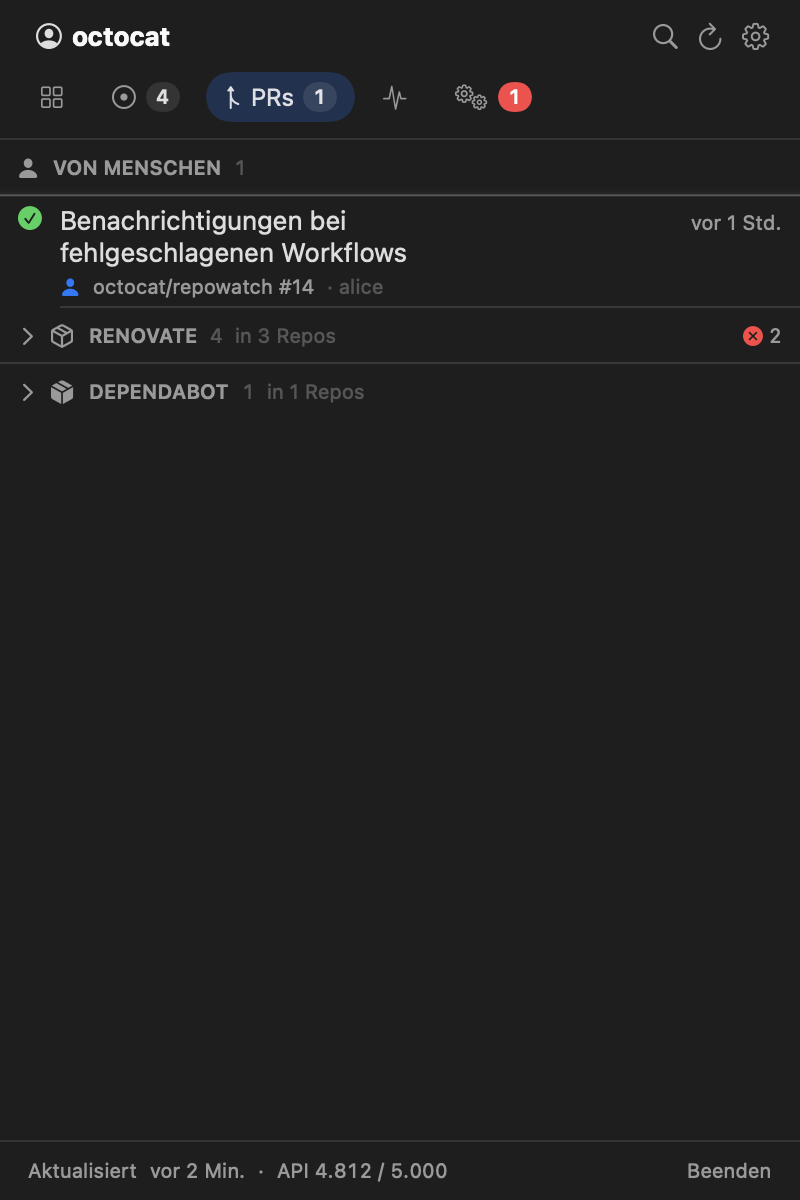 octocat
4
PRs 1
1
VON MENSCHEN 1
Benachrichtigungen bei
fehlgeschlagenen Workflows
vor 1 Std.
octocat/repowatch #14 · alice
RENOVATE 4 in 3 Repos
2
DEPENDABOT 1 in 1 Repos
Aktualisiert vor 2 Min. · API 4.812 / 5.000
Beenden